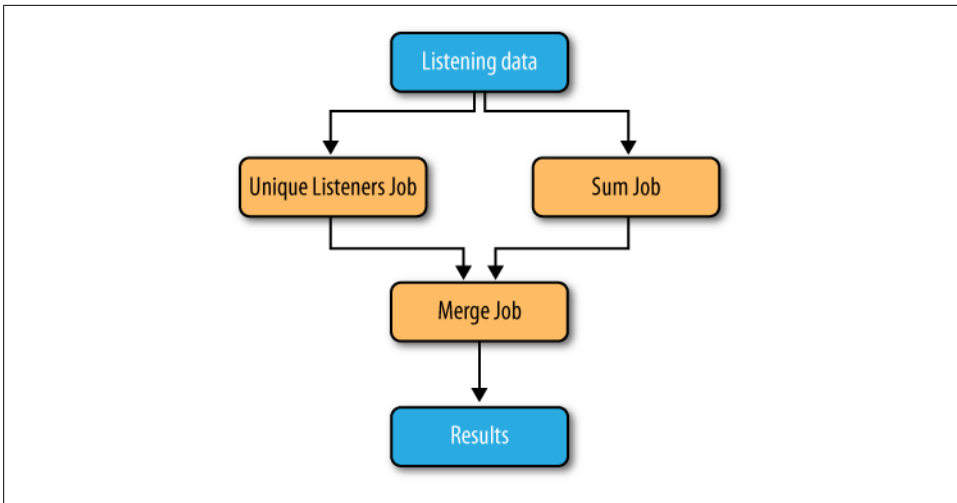 Listening data
Unique Listeners Job
Sum Job
Merge Job
Results